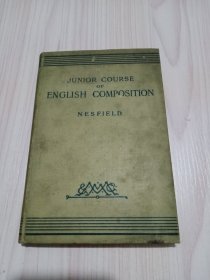 JUNIOR COURSE
OF
ENGLISH COMPOSITION
NESFIELD